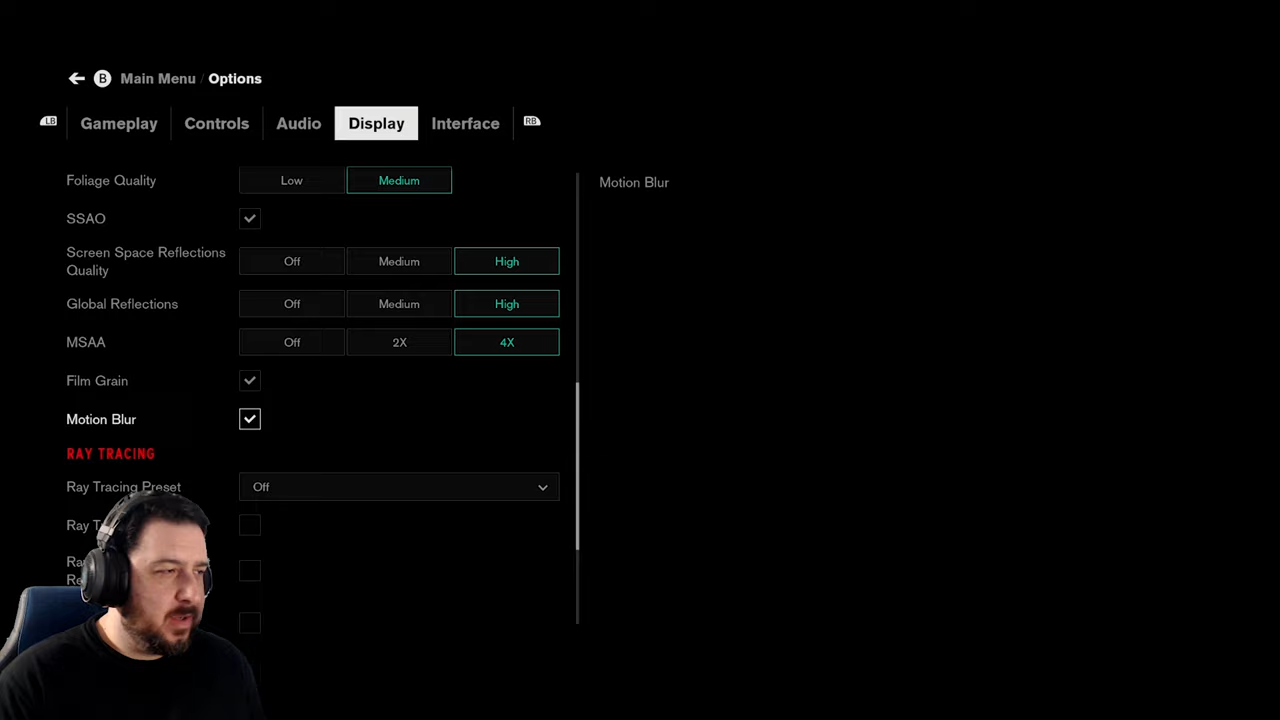 B Main Menu / Options
LB Gameplay Controls Audio Display Interface RB
Foliage Quality Low Medium
Motion Blur
SSAO
Screen Space Reflections
Quality Off Medium High
Global Reflections Off Medium High
MSAA Off 2X 4X
Film Grain
Motion Blur
RAY TRACING
Ray Tracing Preset Off
Ray